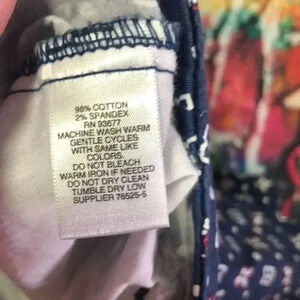 98% COTTON
2% SPANDEX
RN 93677
MACHINE WASH WARM
GENTLE CYCLES
WITH SAME LIKE
COLORS.
DO NOT BLEACH
WARM IRON IF NEEDED
DO NOT DRY CLEAN
TUMBLE DRY LOW
SUPPLIER 76525-5